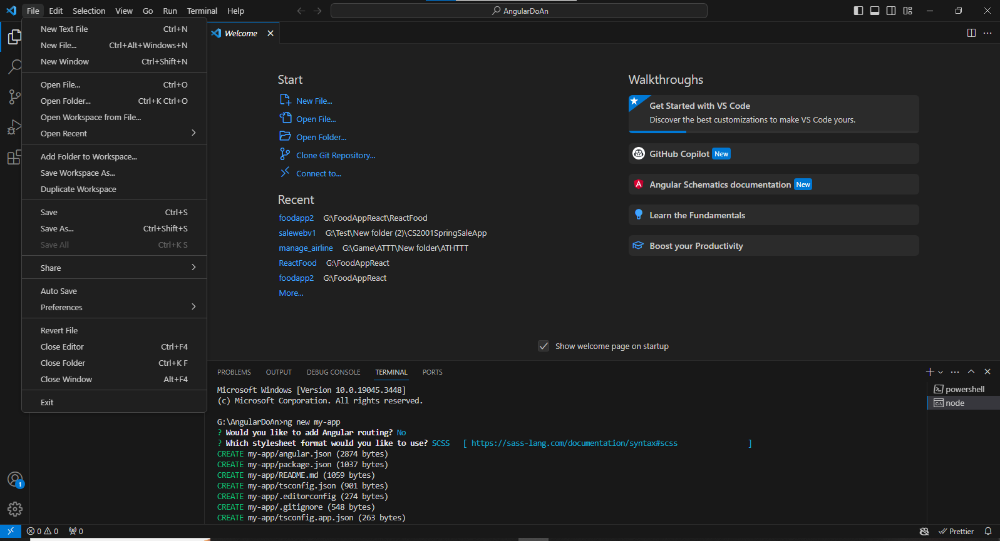 File Edit Selection View Go Run Terminal Help
AngularDoAn
New Text File Ctrl+N
New File... Ctrl+Alt+Windows+N
New Window Ctrl+Shift+N
Open File... Ctrl+O
Open Folder... Ctrl+K Ctrl+O
Open Workspace from File...
Open Recent
Add Folder to Workspace...
Save Workspace As...
Duplicate Workspace
Save Ctrl+S
Save As... Ctrl+Shift+S
Save All Ctrl+K S
Share
Auto Save
Preferences
Revert File
Close Editor Ctrl+F4
Close Folder Ctrl+K F
Close Window Alt+F4
Exit
Welcome
Start
New File...
Open File...
Open Folder...
Clone Git Repository...
Connect to...
Recent
foodapp2 G:\FoodAppReact\ReactFood
salewebv1 G:\Test\New folder (2)\CS2001SpringSaleApp
manage_airline G:\Game\ATTT\New folder\ATHTTT
ReactFood G:\FoodAppReact
foodapp2 G:\FoodAppReact
More...
Walkthroughs
Get Started with VS Code
Discover the best customizations to make VS Code yours.
GitHub Copilot New
Angular Schematics documentation New
Learn the Fundamentals
Boost your Productivity
Show welcome page on startup
PROBLEMS OUTPUT DEBUG CONSOLE TERMINAL PORTS
Microsoft Windows [Version 10.0.19045.3448]
(c) Microsoft Corporation. All rights reserved.
G:\AngularDoAn>ng new my-app
? Would you like to add Angular routing? No
? Which stylesheet format would you like to use? SCSS [ https://sass-lang.com/documentation/syntax#scss ]
CREATE my-app/angular.json (2874 bytes)
CREATE my-app/package.json (1037 bytes)
CREATE my-app/README.md (1059 bytes)
CREATE my-app/tsconfig.json (901 bytes)
CREATE my-app/.editorconfig (274 bytes)
CREATE my-app/.gitignore (548 bytes)
CREATE my-app/tsconfig.app.json (263 bytes)
powershell
node
1
0 0 0
Prettier